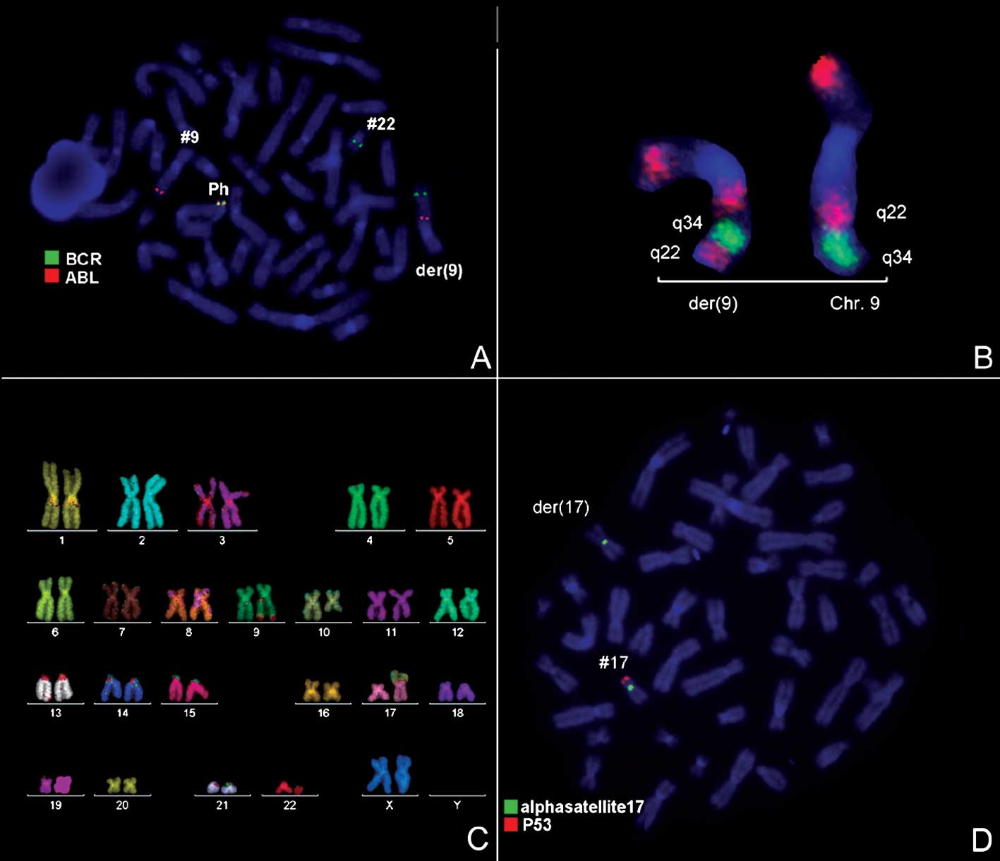 #22
#9
Ph
BCR
ABL
der(9)
A
q34
q22
q22
q34
der(9)
Chr. 9
B
1
2
3
4
5
6
7
8
9
10
11
12
13
14
15
16
17
18
19
20
21
22
X
Y
C
der(17)
#17
alphasatellite17
P53
D